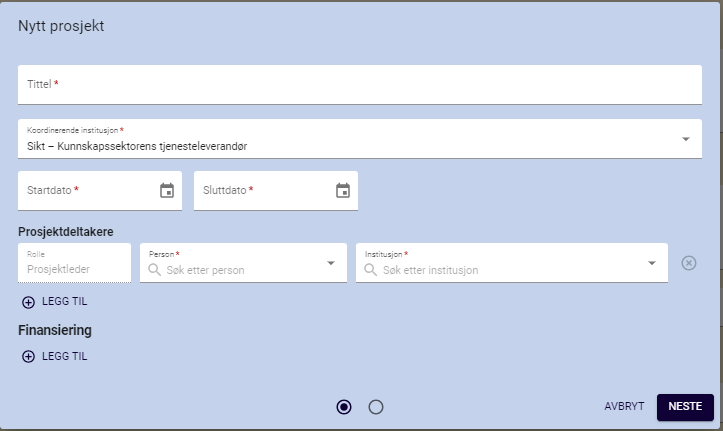 Nytt prosjekt
Tittel *
Koordinerende institusjon *
Sikt – Kunnskapssektorens tjenesteleverandør
Startdato * Sluttdato *
Prosjektdeltakere
Rolle Person * Institusjon *
Prosjektleder Søk etter person Søk etter institusjon
LEGG TIL
Finansiering
LEGG TIL
AVBRYT NESTE